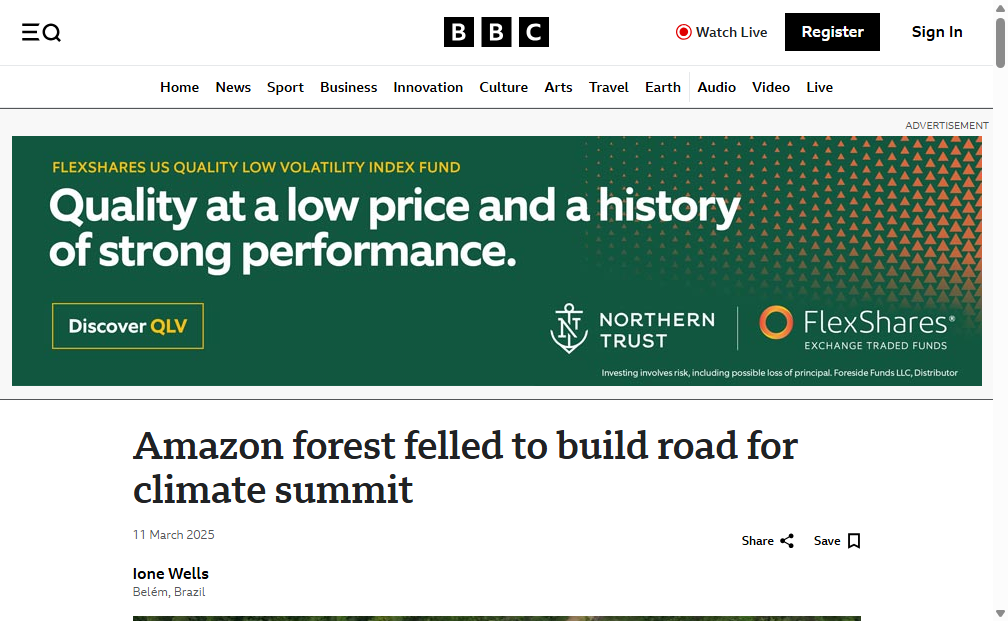 B B C
Watch Live
Register
Sign In
Home News Sport Business Innovation Culture Arts Travel Earth Audio Video Live
ADVERTISEMENT
FLEXSHARES US QUALITY LOW VOLATILITY INDEX FUND
Quality at a low price and a history
of strong performance.
Discover QLV
NORTHERN
TRUST
FlexShares®
EXCHANGE TRADED FUNDS
Investing involves risk, including possible loss of principal. Foreside Funds LLC, Distributor
Amazon forest felled to build road for
climate summit
11 March 2025
Share
Save
Ione Wells
Belém, Brazil